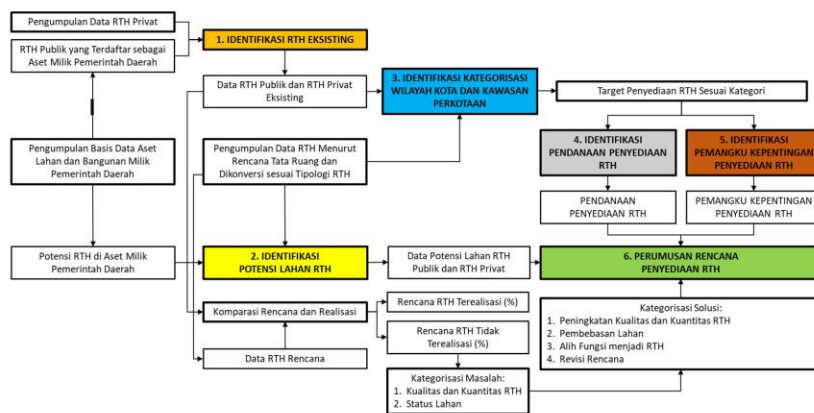 Pengumpulan Data RTH Privat
RTH Publik yang Terdaftar sebagai
Aset Milik Pemerintah Daerah
1. IDENTIFIKASI RTH EKSISTING
Data RTH Publik dan RTH Privat
Eksisting
3. IDENTIFIKASI KATEGORISASI
WILAYAH KOTA DAN KAWASAN
PERKOTAAN
Target Penyediaan RTH Sesuai Kategori
Pengumpulan Basis Data Aset
Lahan dan Bangunan Milik
Pemerintah Daerah
Pengumpulan Data RTH Menurut
Rencana Tata Ruang dan
Dikonversi sesuai Tipologi RTH
4. IDENTIFIKASI
PENDANAAN PENYEDIAAN
RTH
5. IDENTIFIKASI
PEMANGKU KEPENTINGAN
PENYEDIAAN RTH
PENDANAAN
PENYEDIAAN RTH
PEMANGKU KEPENTINGAN
PENYEDIAAN RTH
Potensi RTH di Aset Milik
Pemerintah Daerah
2. IDENTIFIKASI
POTENSI LAHAN RTH
Data Potensi Lahan RTH
Publik dan RTH Privat
6. PERUMUSAN RENCANA
PENYEDIAAN RTH
Komparasi Rencana dan Realisasi
Data RTH Rencana
Rencana RTH Terealisasi (%)
Rencana RTH Tidak
Terealisasi (%)
Kategorisasi Masalah:
1. Kualitas dan Kuantitas RTH
2. Status Lahan
Kategorisasi Solusi:
1. Peningkatan Kualitas dan Kuantitas RTH
2. Pembebasan Lahan
3. Alih Fungsi menjadi RTH
4. Revisi Rencana